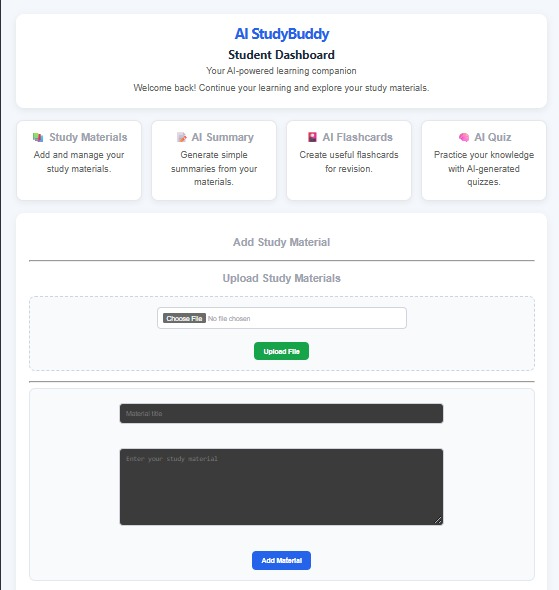 AI StudyBuddy
Student Dashboard
Your AI-powered learning companion
Welcome back! Continue your learning and explore your study materials.
📚 Study Materials
Add and manage your
study materials.
📝 AI Summary
Generate simple
summaries from your
materials.
🎴 AI Flashcards
Create useful flashcards
for revision.
🧠 AI Quiz
Practice your knowledge
with AI-generated
quizzes.
Add Study Material
Upload Study Materials
Choose File No file chosen
Upload File
Material title
Enter your study material
Add Material